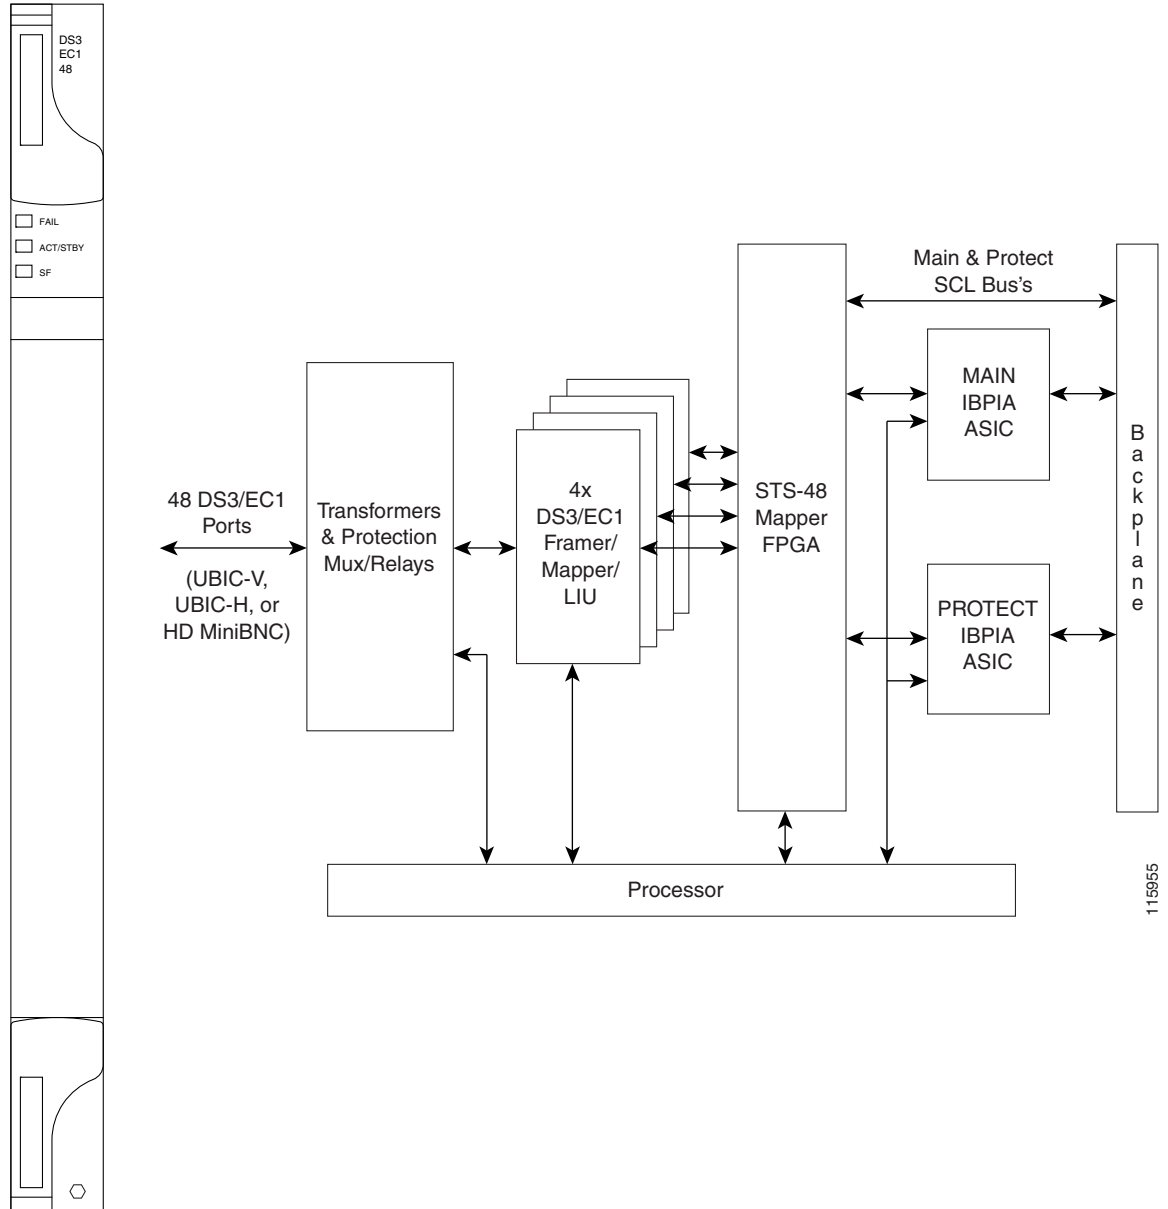 DS3
EC1
48
FAIL
ACT/STBY
SF
Main & Protect
SCL Bus's
MAIN
IBPIA
ASIC
48 DS3/EC1
Ports
(UBIC-V,
UBIC-H, or
HD MiniBNC)
Transformers
& Protection
Mux/Relays
4x
DS3/EC1
Framer/
Mapper/
LIU
STS-48
Mapper
FPGA
PROTECT
IBPIA
ASIC
Backplane
Processor
115955